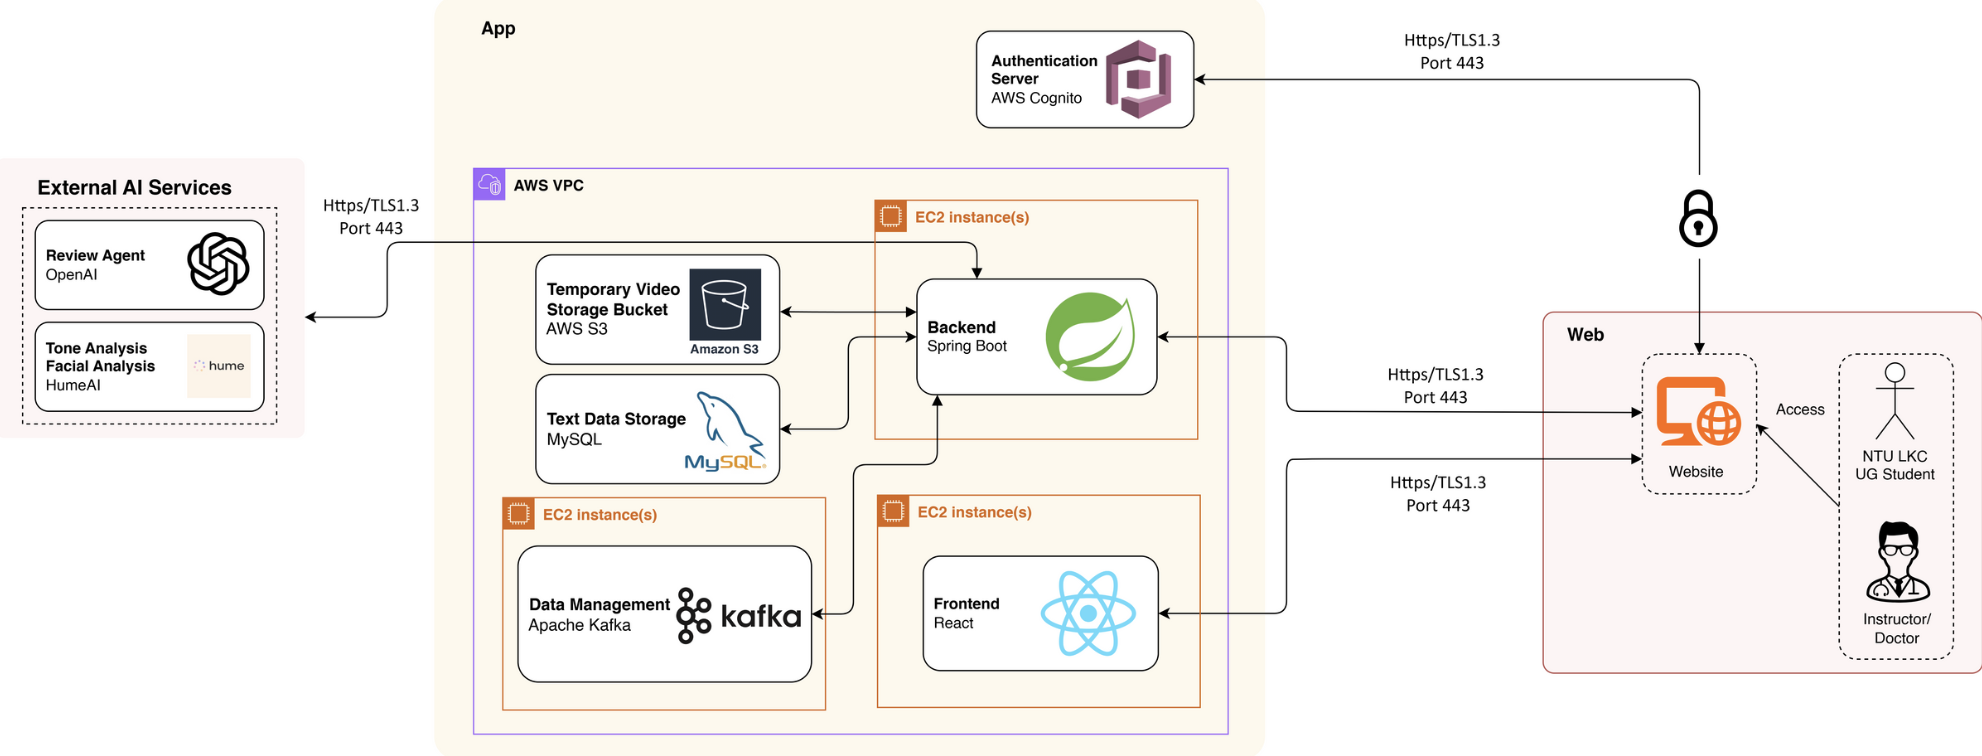 App
Authentication
Server
AWS Cognito
Https/TLS1.3
Port 443
External AI Services
Review Agent
OpenAI
Tone Analysis
Facial Analysis
HumeAI
hume
Https/TLS1.3
Port 443
AWS VPC
EC2 instance(s)
Temporary Video
Storage Bucket
AWS S3
Amazon S3
Backend
Spring Boot
Text Data Storage
MySQL
MySQL
EC2 instance(s)
Data Management
Apache Kafka
kafka
EC2 instance(s)
Frontend
React
Https/TLS1.3
Port 443
Https/TLS1.3
Port 443
Web
Website
Access
NTU LKC
UG Student
Instructor/
Doctor